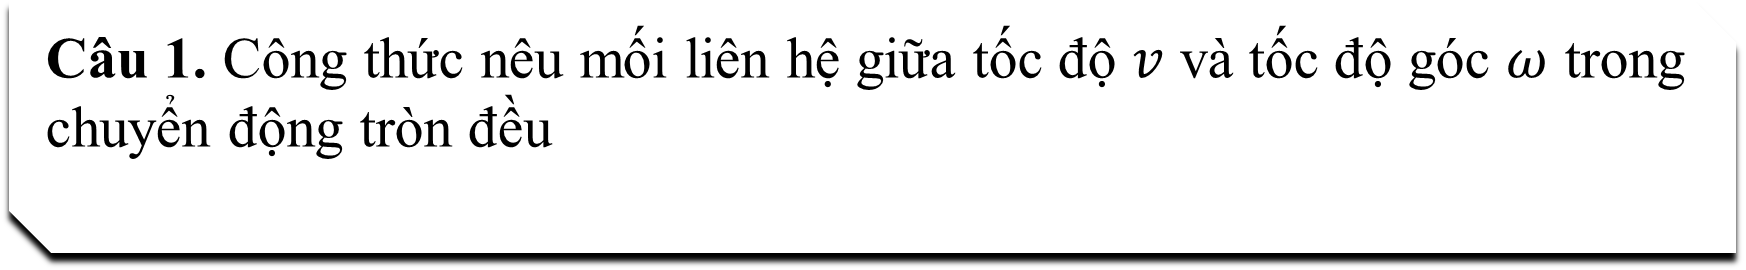 Câu 1. Công thức nêu mối liên hệ giữa tốc độ 𝑣 và tốc độ góc 𝜔 trong
chuyển động tròn đều